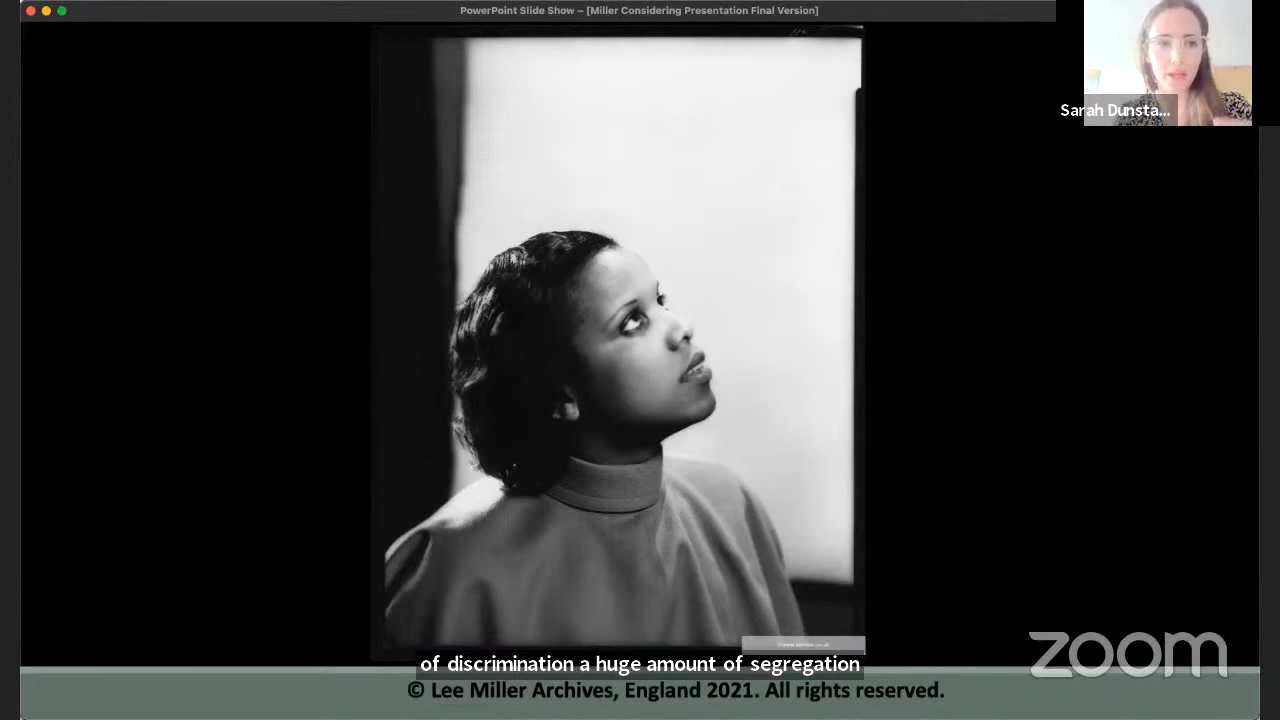 PowerPoint Slide Show – [Miller Considering Presentation Final Version]
Sarah Dunsta...
of discrimination a huge amount of segregation
© Lee Miller Archives, England 2021. All rights reserved.
zoom